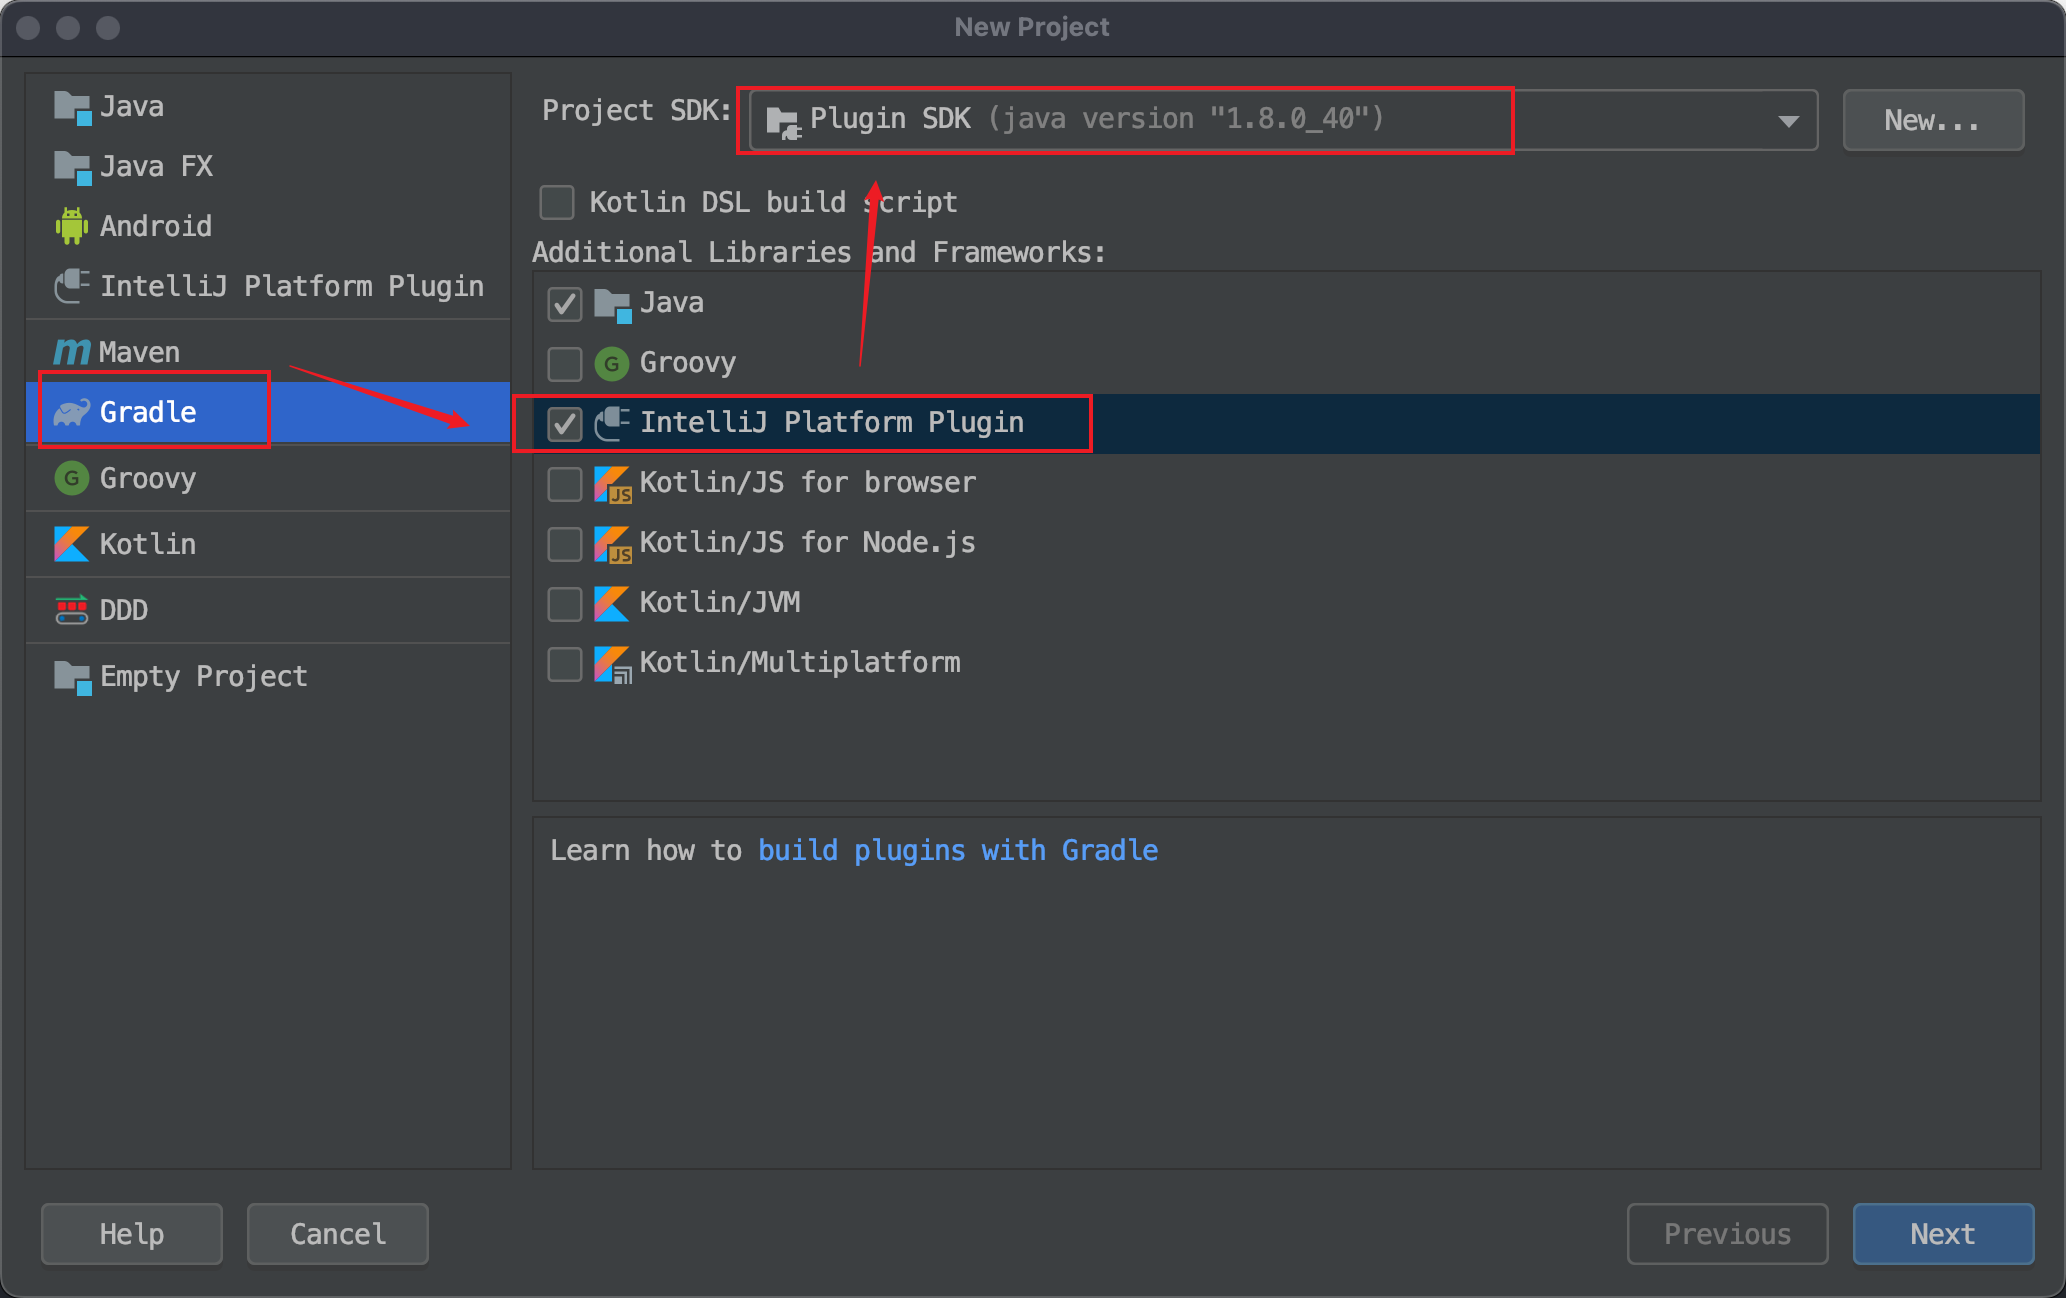 New Project
Java
Java FX
Android
IntelliJ Platform Plugin
Maven
Gradle
Groovy
Kotlin
DDD
Empty Project
Project SDK: Plugin SDK (java version "1.8.0_40") New...
Kotlin DSL build script
Additional Libraries and Frameworks:
Java
Groovy
IntelliJ Platform Plugin
Kotlin/JS for browser
Kotlin/JS for Node.js
Kotlin/JVM
Kotlin/Multiplatform
Learn how to build plugins with Gradle
Help Cancel Previous Next